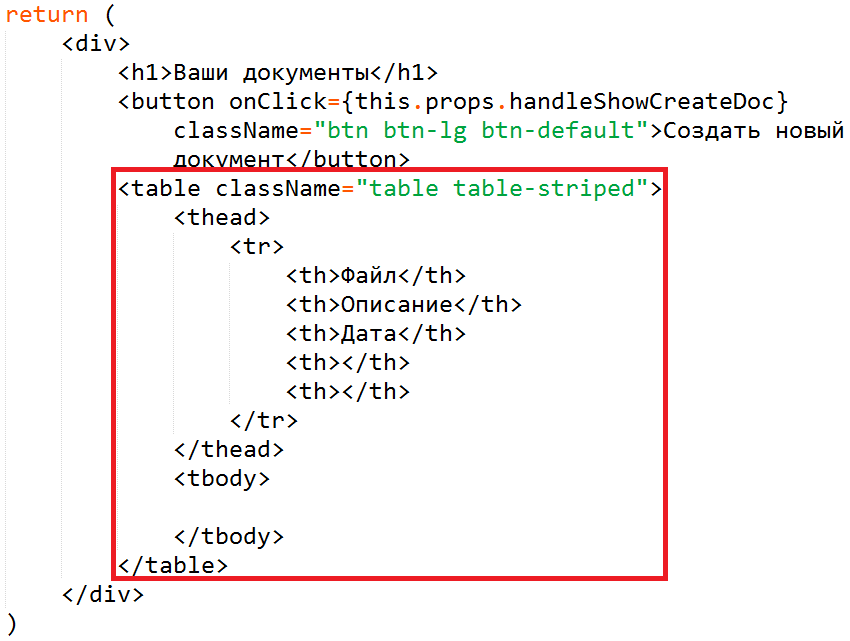 return (
<div>
<h1>Ваши документы</h1>
<button onClick={this.props.handleShowCreateDoc}
className="btn btn-lg btn-default">Создать новый
документ</button>
<table className="table table-striped">
<thead>
<tr>
<th>Файл</th>
<th>Описание</th>
<th>Дата</th>
<th></th>
<th></th>
</tr>
</thead>
<tbody>
</tbody>
</table>
</div>
)